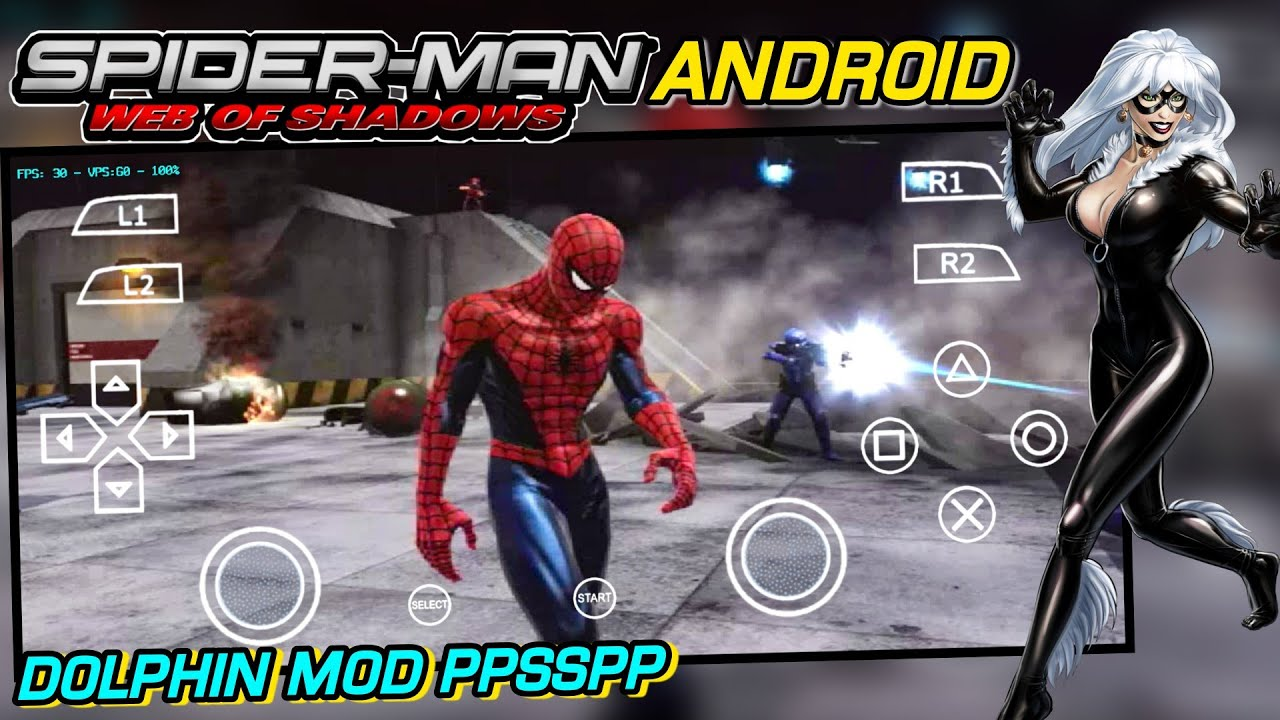 SPIDER-MAN ANDROID
WEB OF SHADOWS
FPS: 30 - VPS:60 - 100%
L1
R1
L2
R2
SELECT
START
DOLPHIN MOD PPSSPP